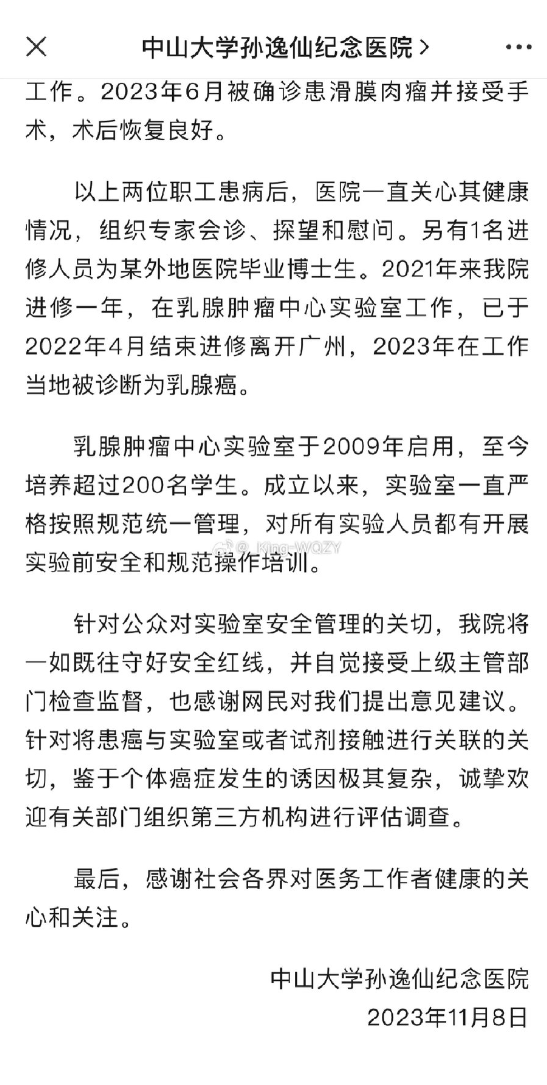 中山大学孙逸仙纪念医院
工作。2023年6月被确诊患滑膜肉瘤并接受手
术，术后恢复良好。
以上两位职工患病后，医院一直关心其健康
情况，组织专家会诊、探望和慰问。另有1名进
修人员为某外地医院毕业博士生。2021年来我院
进修一年，在乳腺肿瘤中心实验室工作，已于
2022年4月结束进修离开广州，2023年在工作
当地被诊断为乳腺癌。
乳腺肿瘤中心实验室于2009年启用，至今
培养超过200名学生。成立以来，实验室一直严
格按照规范统一管理，对所有实验人员都有开展
实验前安全和规范操作培训。
针对公众对实验室安全管理的关切，我院将
一如既往守好安全红线，并自觉接受上级主管部
门检查监督，也感谢网民对我们提出意见建议。
针对将患癌与实验室或者试剂接触进行关联的关
切，鉴于个体癌症发生的诱因极其复杂，诚挚欢
迎有关部门组织第三方机构进行评估调查。
最后，感谢社会各界对医务工作者健康的关
心和关注。
中山大学孙逸仙纪念医院
2023年11月8日